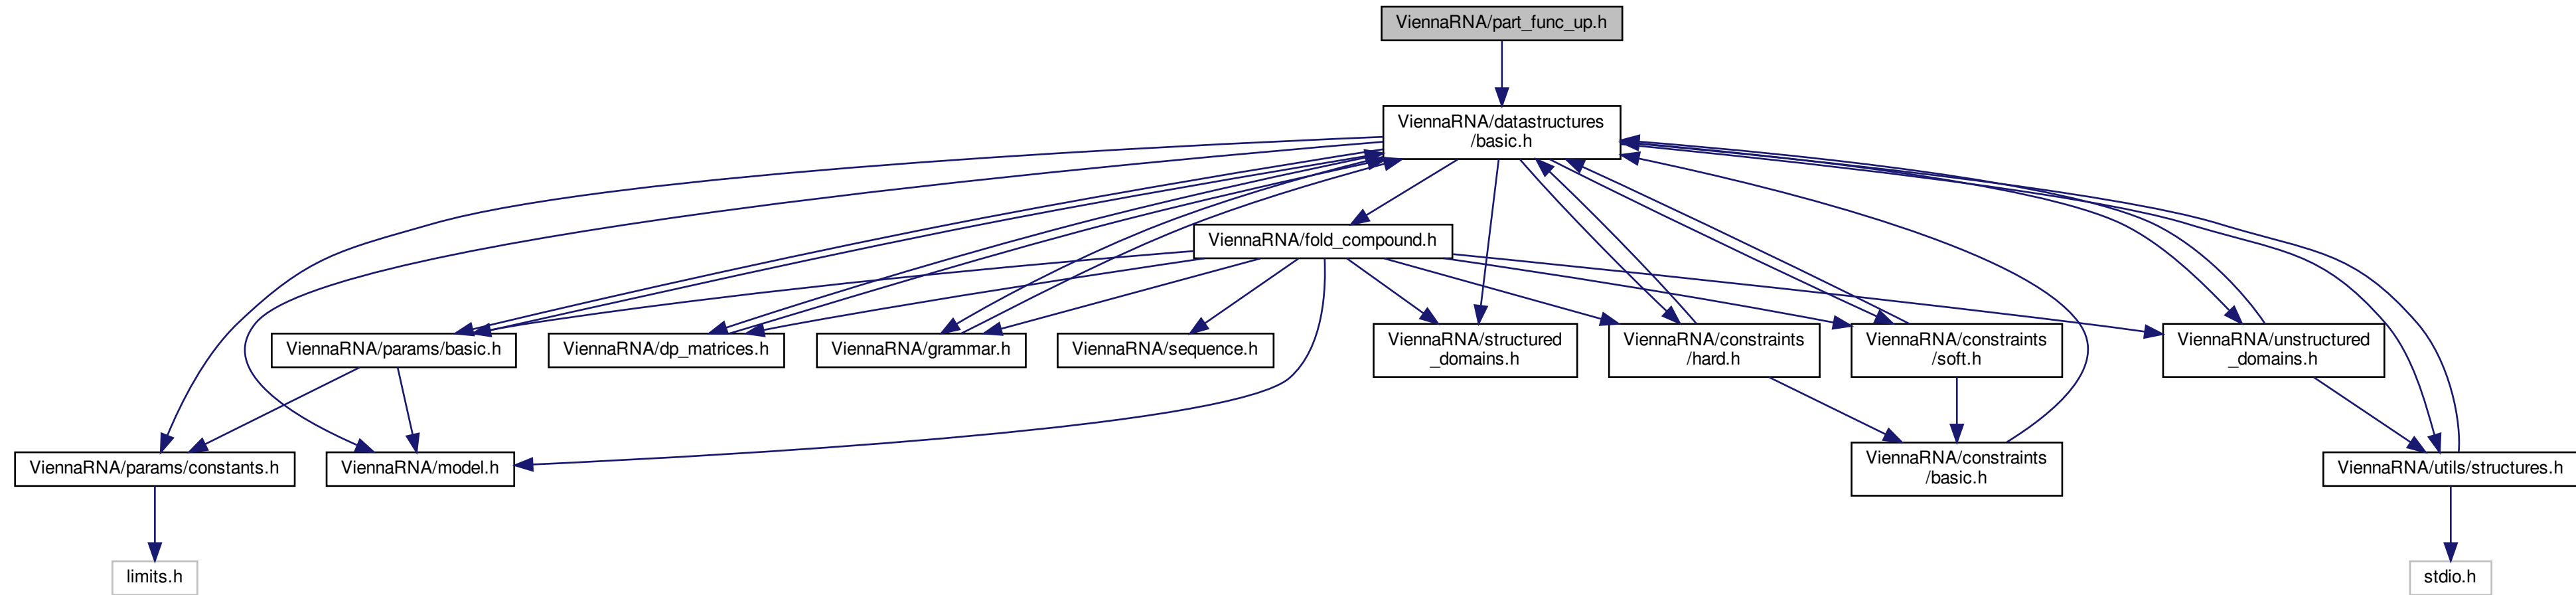 ViennaRNA/part_func_up.h
ViennaRNA/datastructures
/basic.h
ViennaRNA/fold_compound.h
ViennaRNA/params/basic.h
ViennaRNA/dp_matrices.h
ViennaRNA/grammar.h
ViennaRNA/sequence.h
ViennaRNA/structured
_domains.h
ViennaRNA/constraints
/hard.h
ViennaRNA/constraints
/soft.h
ViennaRNA/unstructured
_domains.h
ViennaRNA/params/constants.h
ViennaRNA/model.h
ViennaRNA/constraints
/basic.h
ViennaRNA/utils/structures.h
limits.h
stdio.h